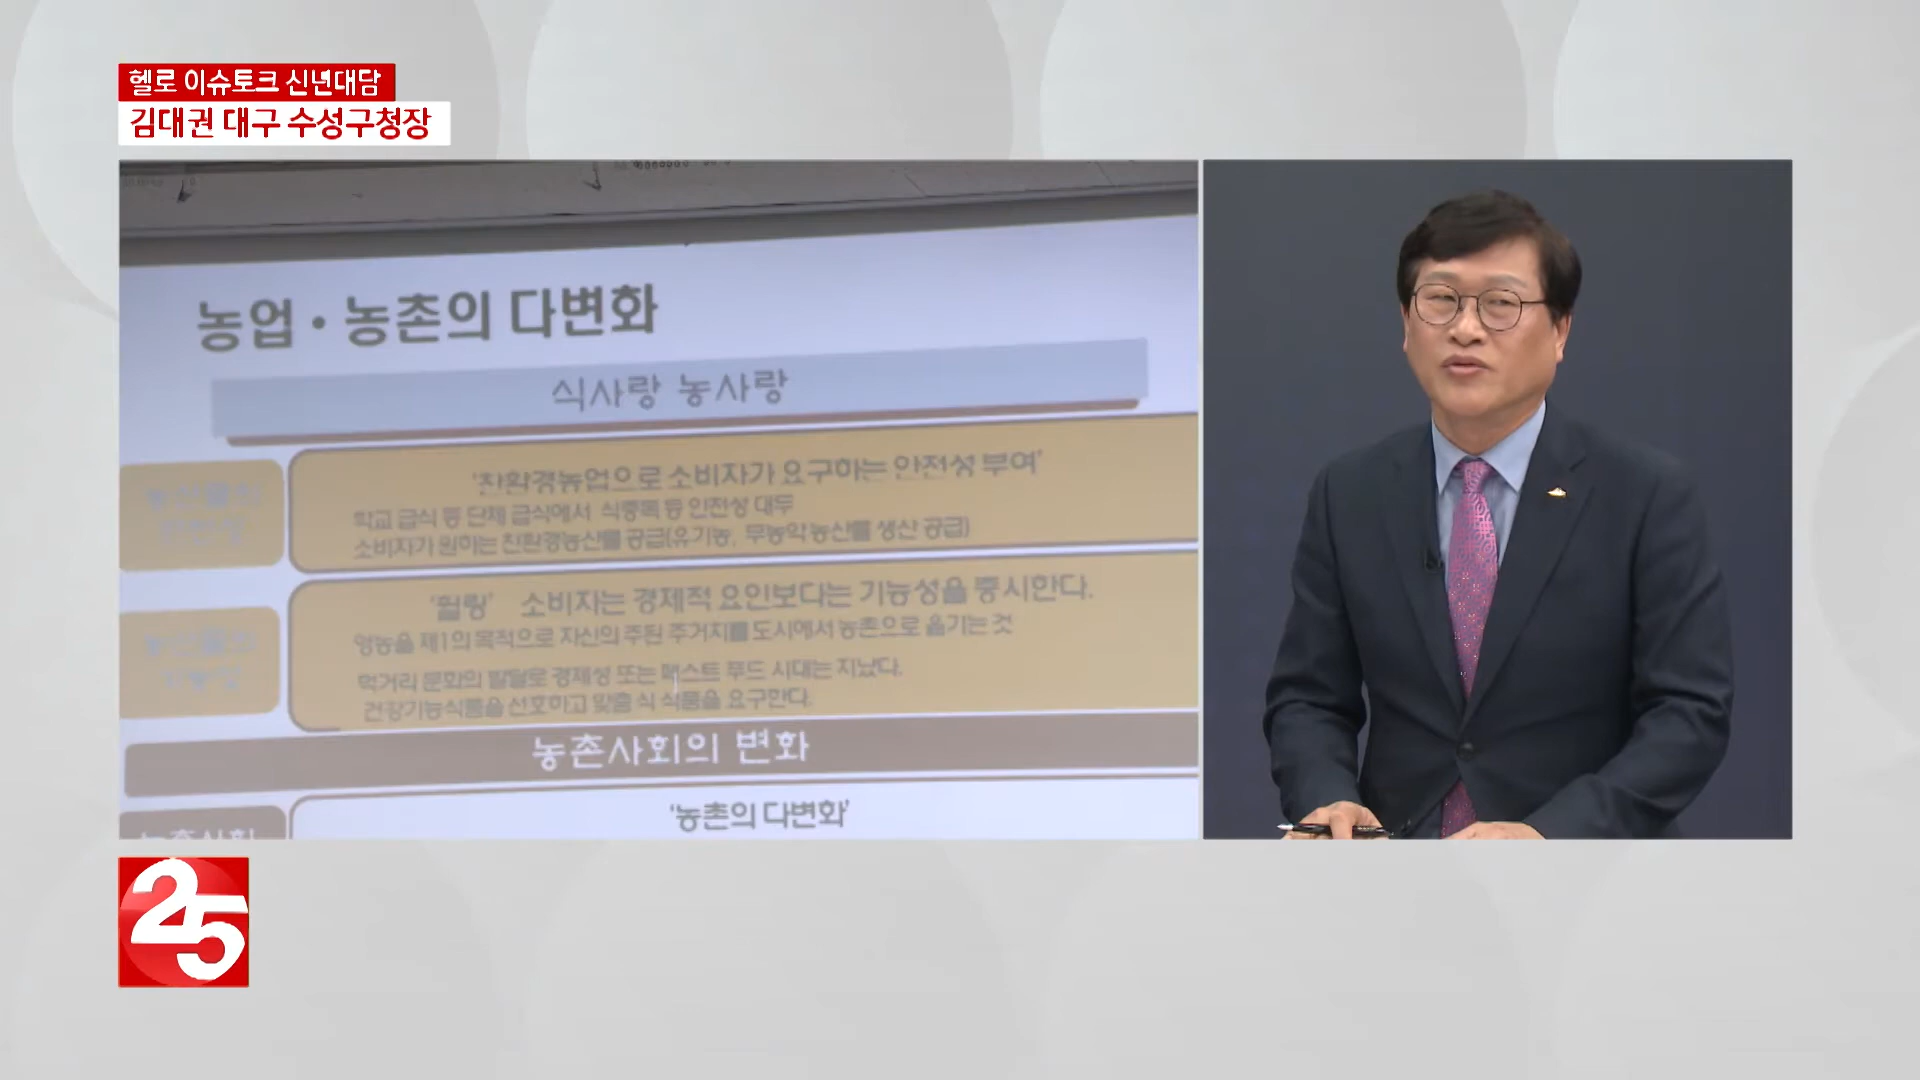 헬로 이슈토크 신년대담
김대권 대구 수성구청장
농업·농촌의 다변화
식사랑 농사랑
'친환경농업으로 소비자가 요구하는 안전성 부여'
학교 급식 등 단체 급식에서 식중독 등 안전성 대두
소비자가 원하는 친환경농산물 공급(유기농, 무농약 농산물 생산 공급)
'힐링' 소비자는 경제적 요인보다는 기능성을 중시한다.
영농을 제1의 목적으로 자신의 주된 주거지를 도시에서 농촌으로 옮기는 것
먹거리 문화의 발달로 경제성 또는 패스트 푸드 시대는 지났다.
건강기능식품을 선호하고 맞춤 식 식품을 요구한다.
농촌사회의 변화
'농촌의 다변화'
25